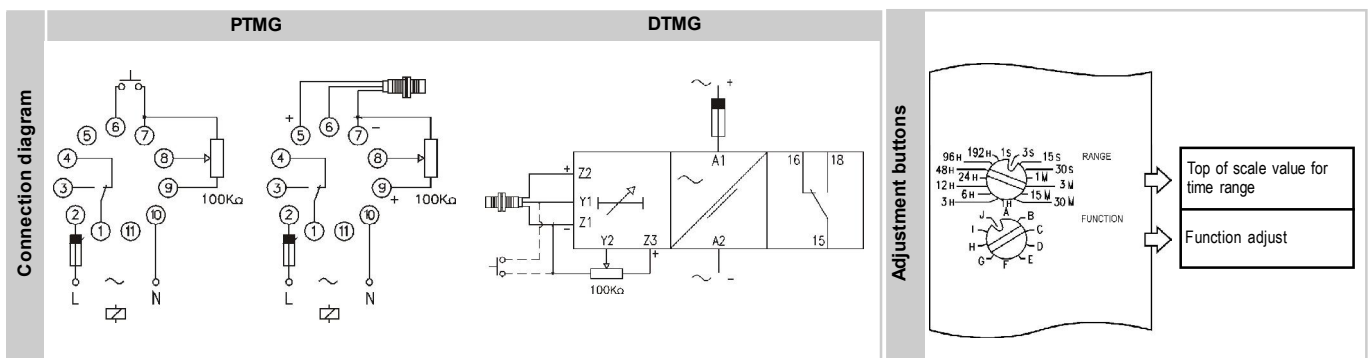 Connection diagram
PTMG
DTMG
5
6
7
4
8
3
9
100KΩ
2
10
1
11
L
N
+
5
6
7
−
4
8
3
9
+
100KΩ
2
10
1
11
L
N
+
A1
16
18
+
Z2
Y1
Z1
−
Y2
Z3
+
A2
15
−
100KΩ
Adjustment buttons
192H
1S
3S
96H
15S
RANGE
48H
30S
24H
1M
12H
3M
6H
15M
3H
1H
30M
A
FUNCTION
J
B
I
C
H
D
G
E
F
Top of scale value for
time range
Function adjust